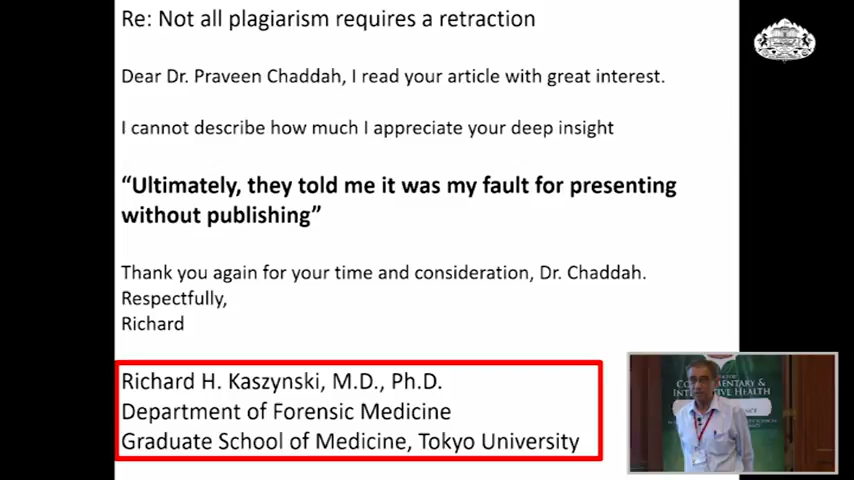 Re: Not all plagiarism requires a retraction
Dear Dr. Praveen Chaddah, I read your article with great interest.
I cannot describe how much I appreciate your deep insight
“Ultimately, they told me it was my fault for presenting
without publishing”
Thank you again for your time and consideration, Dr. Chaddah.
Respectfully,
Richard
Richard H. Kaszynski, M.D., Ph.D.
Department of Forensic Medicine
Graduate School of Medicine, Tokyo University